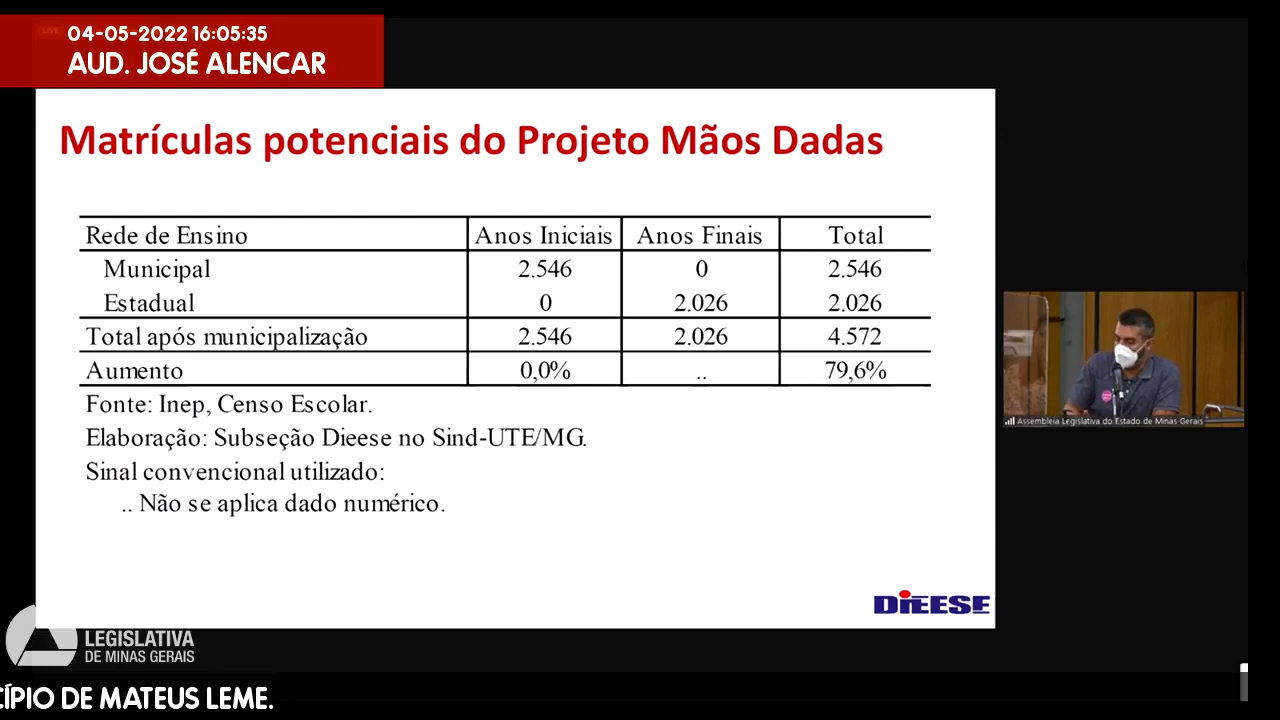 LIVE
04-05-2022 16:05:35
AUD. JOSÉ ALENCAR
Matrículas potenciais do Projeto Mãos Dadas
Rede de Ensino Anos Iniciais Anos Finais Total
Municipal 2.546 0 2.546
Estadual 0 2.026 2.026
Total após municipalização 2.546 2.026 4.572
Aumento 0,0% .. 79,6%
Fonte: Inep, Censo Escolar.
Elaboração: Subseção Dieese no Sind-UTE/MG.
Sinal convencional utilizado:
.. Não se aplica dado numérico.
DIEESE
Assembleia Legislativa do Estado de Minas Gerais
LEGISLATIVA
DE MINAS GERAIS
CÍPIO DE MATEUS LEME.